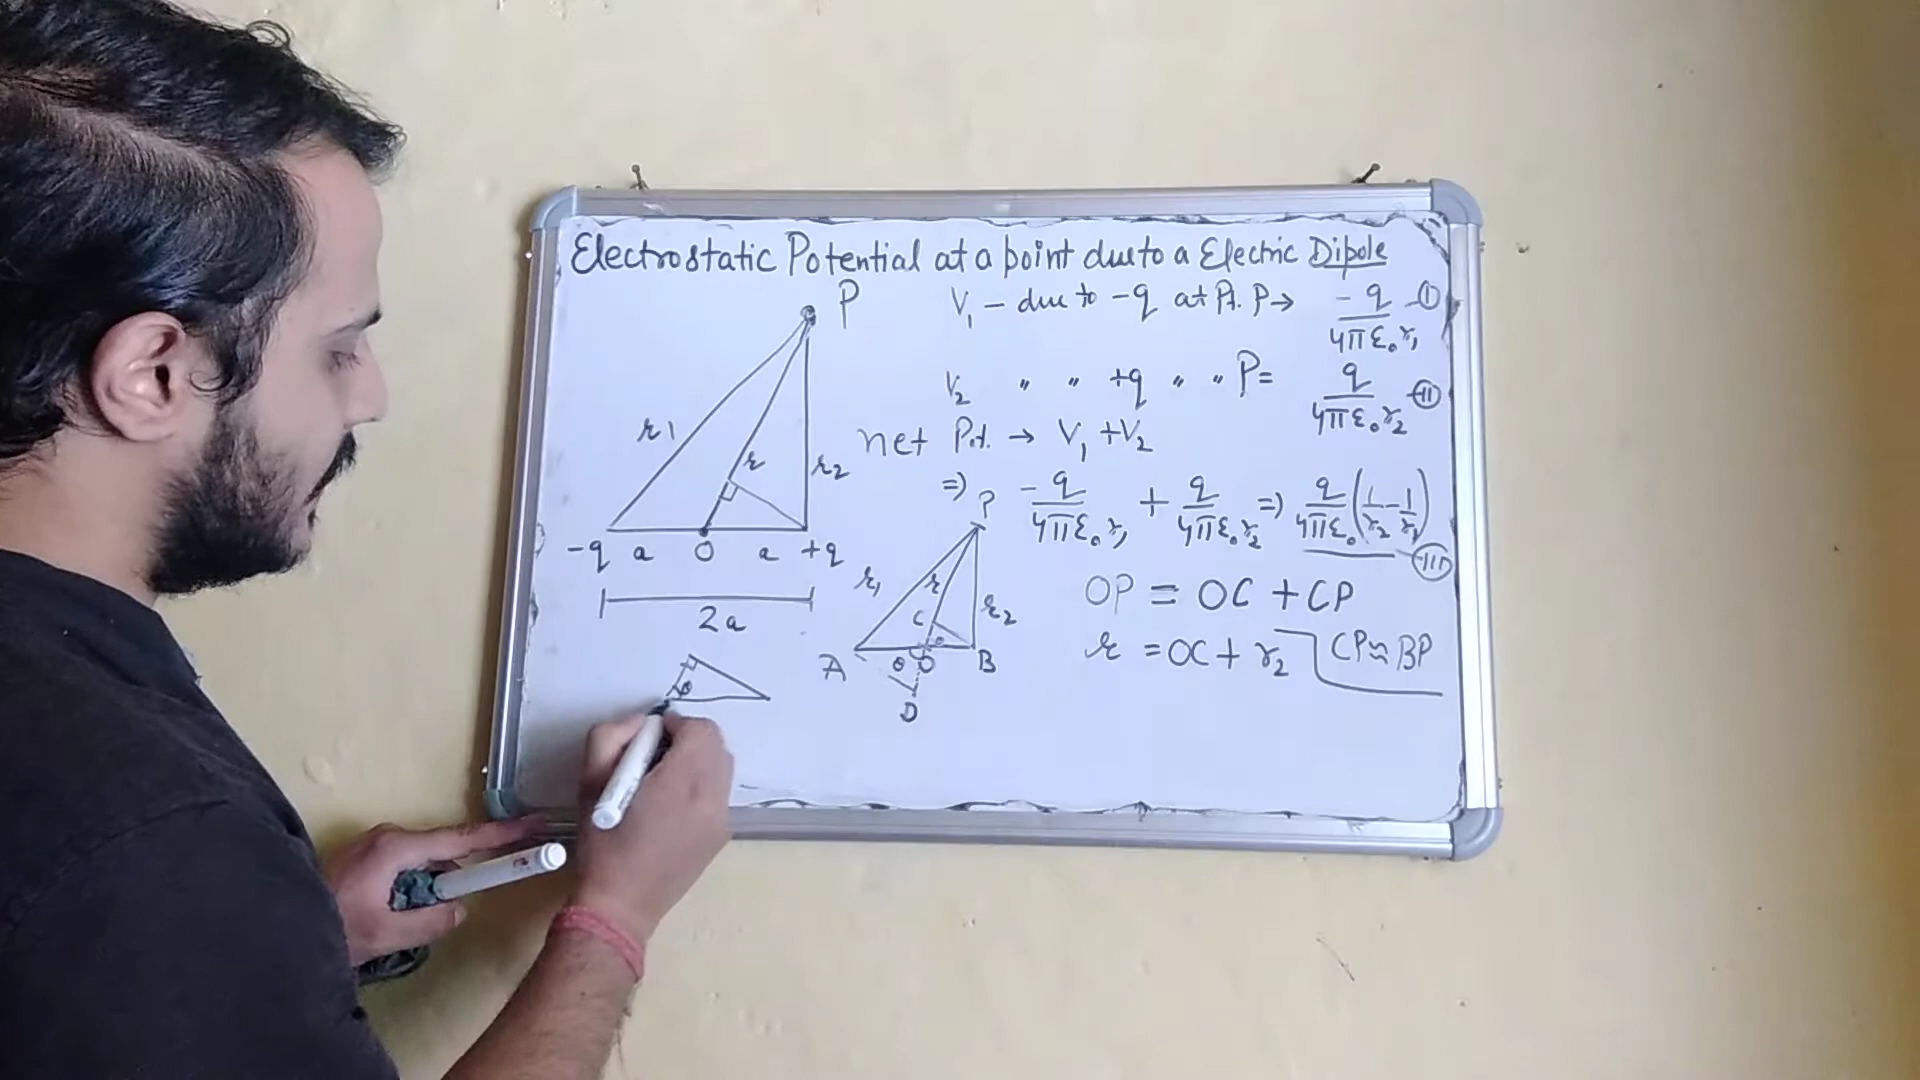 Electrostatic Potential at a point due to a Electric Dipole
P
r1
r
r2
-q a O a +q
2a
θ
V1 - due to -q at Pt. P → -q / 4πε₀r1 - I
V2 " " +q " " P = q / 4πε₀r2 - II
net Pot. → V1 + V2
=) -q / 4πε₀r1 + q / 4πε₀r2 =) q / 4πε₀ (1/r2 - 1/r1) - III
P
r1
r
r2
C
θ
A θ O B
D
OP = OC + CP
r = OC + r2
CP ≈ BP